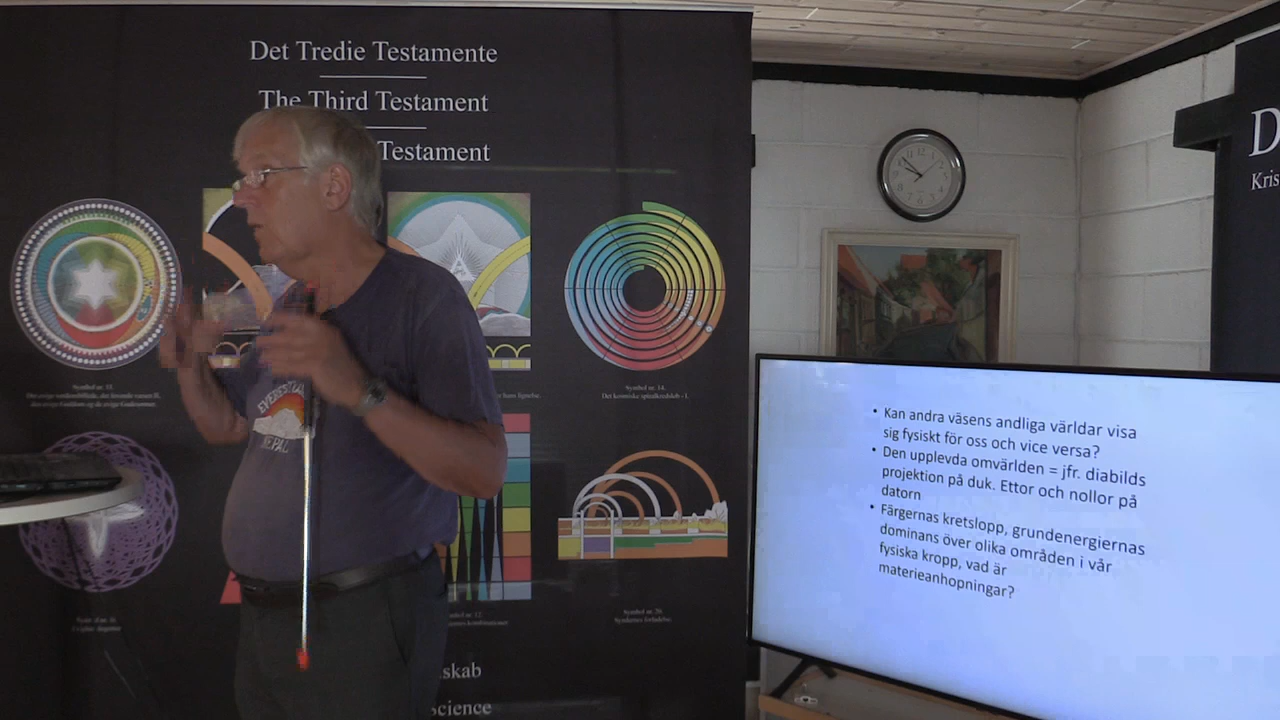 Det Tredie Testamente
The Third Testament
Testament
Symbol nr. 14.
Det kosmiske spiralkredsløb - 1.
EVEREST
NEPAL
skab
Science
D
Kris
• Kan andra väsens andliga världar visa
sig fysiskt för oss och vice versa?
• Den upplevda omvärlden = jfr. diabilds
projektion på duk. Ettor och nollor på
datorn
• Färgernas kretslopp, grundenergiernas
dominans över olika områden i vår
fysiska kropp, vad är
materieanhopningar?